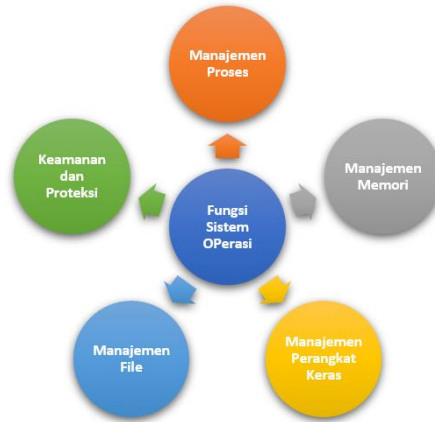 Manajemen
Proses
Keamanan
dan
Proteksi
Manajemen
Memori
Fungsi
Sistem
OPerasi
Manajemen
File
Manajemen
Perangkat
Keras